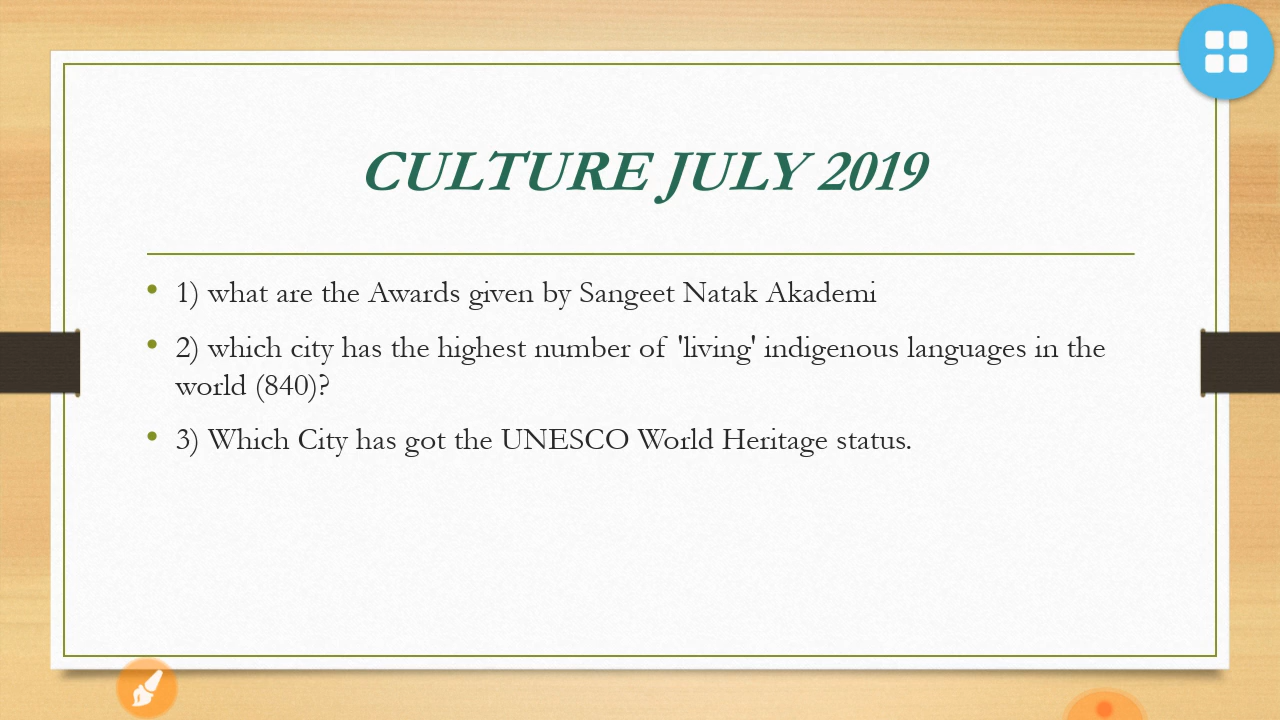 CULTURE JULY 2019
• 1) what are the Awards given by Sangeet Natak Akademi
• 2) which city has the highest number of 'living' indigenous languages in the
world (840)?
• 3) Which City has got the UNESCO World Heritage status.